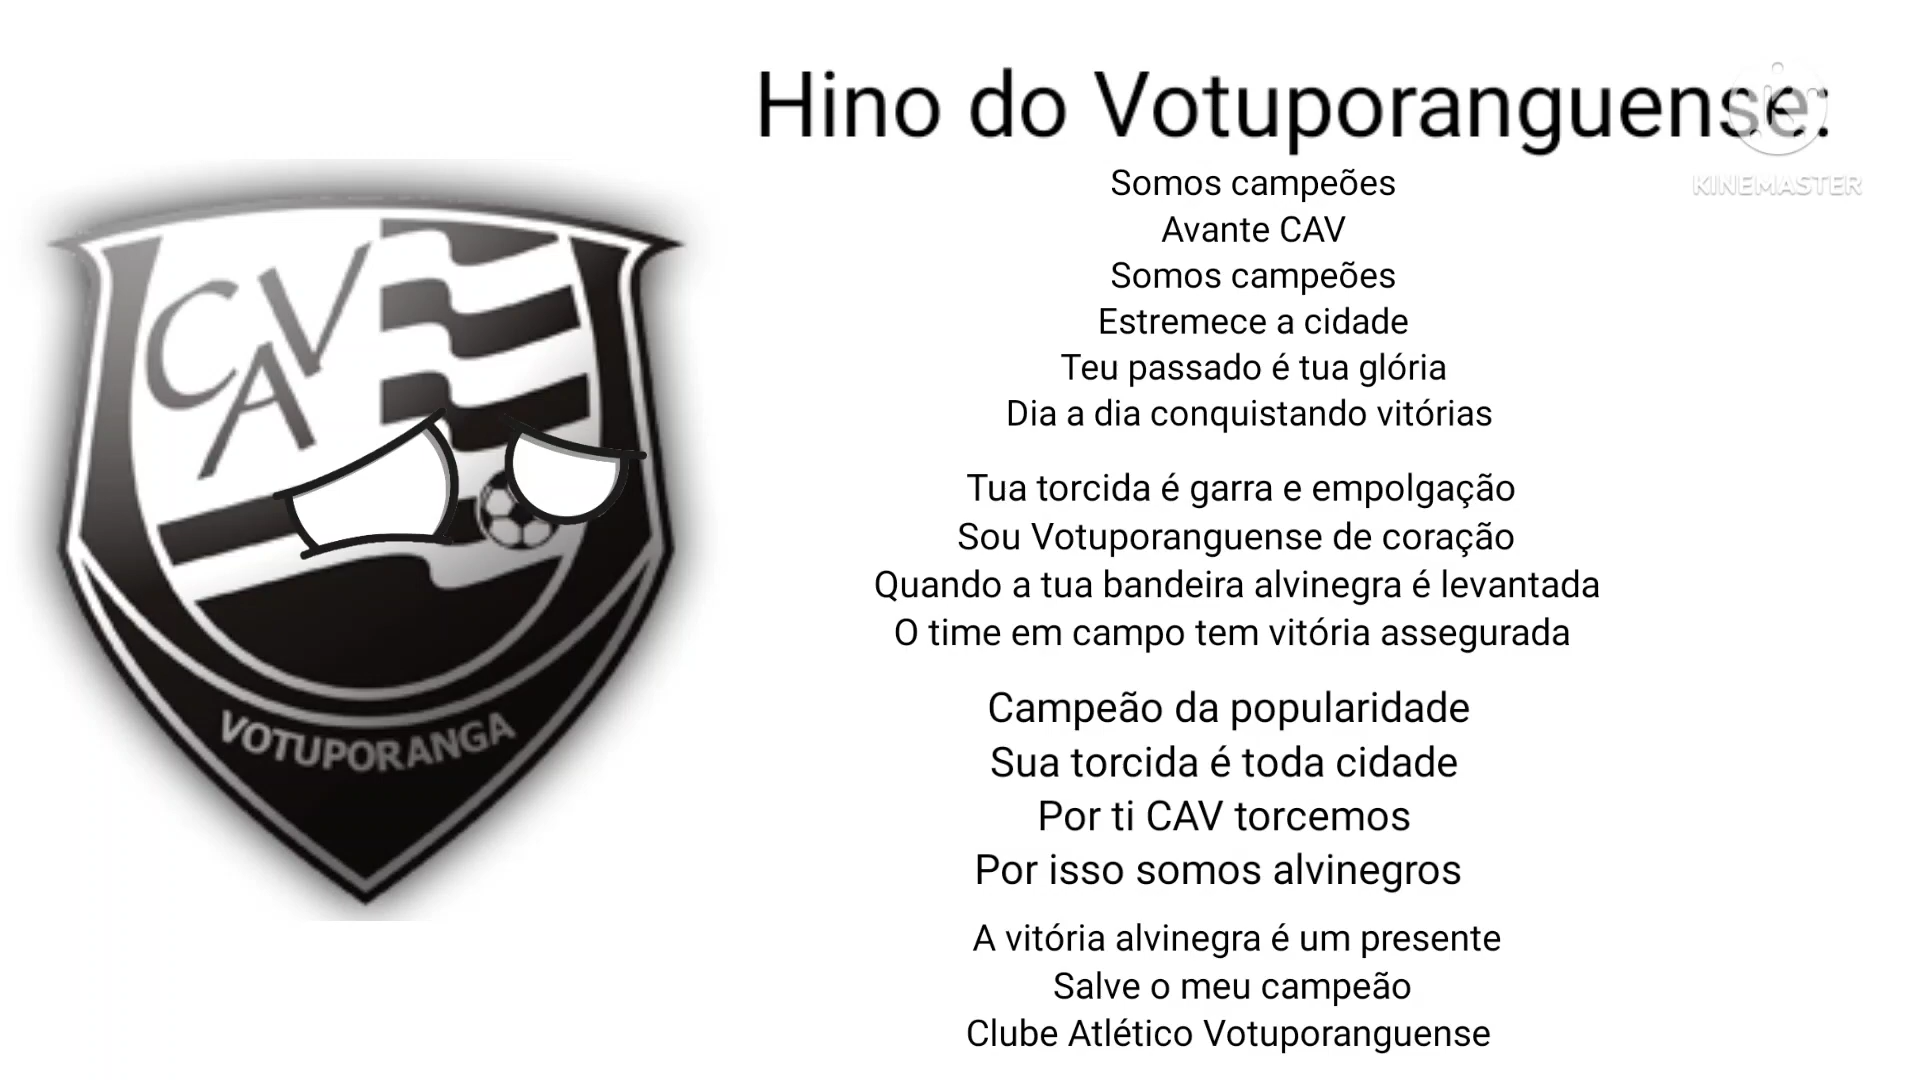 Hino do Votuporanguense:
KINEMASTER
Somos campeões
Avante CAV
Somos campeões
Estremece a cidade
Teu passado é tua glória
Dia a dia conquistando vitórias
Tua torcida é garra e empolgação
Sou Votuporanguense de coração
Quando a tua bandeira alvinegra é levantada
O time em campo tem vitória assegurada
Campeão da popularidade
Sua torcida é toda cidade
Por ti CAV torcemos
Por isso somos alvinegros
A vitória alvinegra é um presente
Salve o meu campeão
Clube Atlético Votuporanguense
CAV
VOTUPORANGA